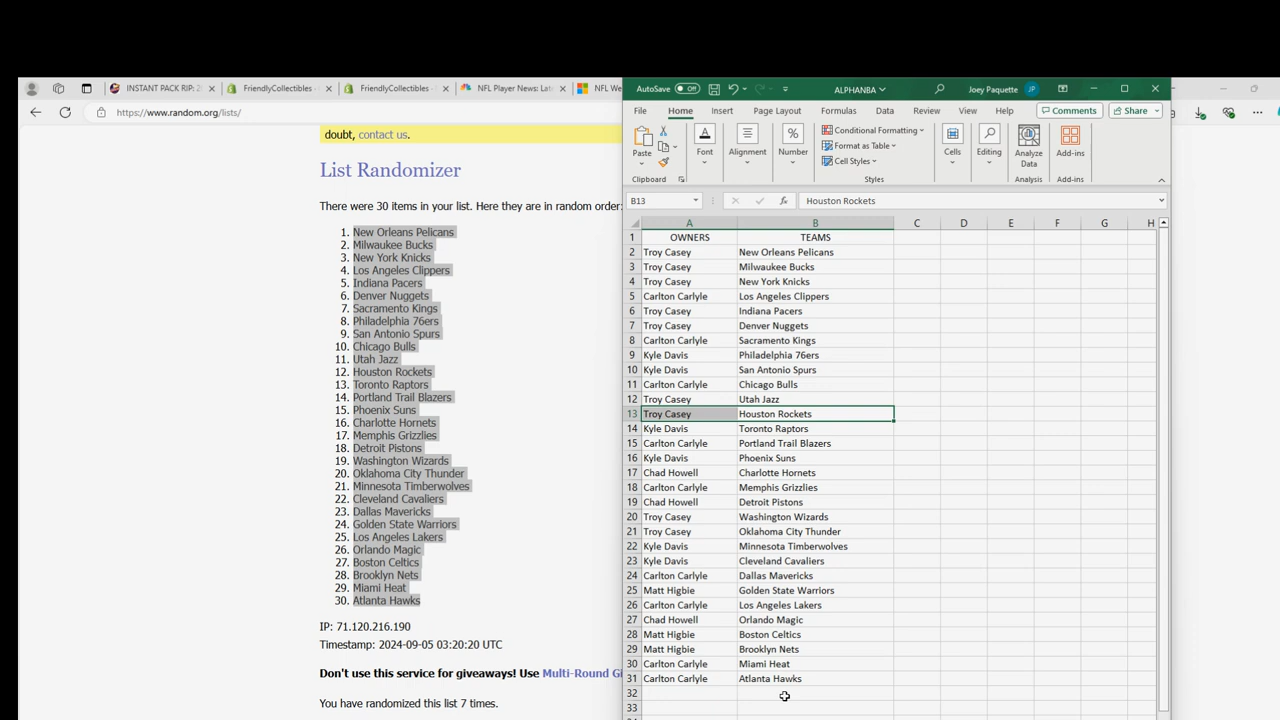 INSTANT PACK RIP: 2
FriendlyCollectibles -
FriendlyCollectibles -
NFL Player News: Lat
NFL We
https://www.random.org/lists/
doubt, contact us.
List Randomizer
There were 30 items in your list. Here they are in random order:
1. New Orleans Pelicans
2. Milwaukee Bucks
3. New York Knicks
4. Los Angeles Clippers
5. Indiana Pacers
6. Denver Nuggets
7. Sacramento Kings
8. Philadelphia 76ers
9. San Antonio Spurs
10. Chicago Bulls
11. Utah Jazz
12. Houston Rockets
13. Toronto Raptors
14. Portland Trail Blazers
15. Phoenix Suns
16. Charlotte Hornets
17. Memphis Grizzlies
18. Detroit Pistons
19. Washington Wizards
20. Oklahoma City Thunder
21. Minnesota Timberwolves
22. Cleveland Cavaliers
23. Dallas Mavericks
24. Golden State Warriors
25. Los Angeles Lakers
26. Orlando Magic
27. Boston Celtics
28. Brooklyn Nets
29. Miami Heat
30. Atlanta Hawks
IP: 71.120.216.190
Timestamp: 2024-09-05 03:20:20 UTC
Don't use this service for giveaways! Use Multi-Round Gi
You have randomized this list 7 times.
AutoSave Off ALPHANBA Joey Paquette JP
File Home Insert Page Layout Formulas Data Review View Help Comments Share
Paste Font Alignment Number Conditional Formatting Format as Table Cell Styles Cells Editing Analyze Data Add-ins
Clipboard Styles Analysis Add-ins
B13 fx Houston Rockets
A B C D E F G H
1 OWNERS TEAMS
2 Troy Casey New Orleans Pelicans
3 Troy Casey Milwaukee Bucks
4 Troy Casey New York Knicks
5 Carlton Carlyle Los Angeles Clippers
6 Troy Casey Indiana Pacers
7 Troy Casey Denver Nuggets
8 Carlton Carlyle Sacramento Kings
9 Kyle Davis Philadelphia 76ers
10 Kyle Davis San Antonio Spurs
11 Carlton Carlyle Chicago Bulls
12 Troy Casey Utah Jazz
13 Troy Casey Houston Rockets
14 Kyle Davis Toronto Raptors
15 Carlton Carlyle Portland Trail Blazers
16 Kyle Davis Phoenix Suns
17 Chad Howell Charlotte Hornets
18 Carlton Carlyle Memphis Grizzlies
19 Chad Howell Detroit Pistons
20 Troy Casey Washington Wizards
21 Troy Casey Oklahoma City Thunder
22 Kyle Davis Minnesota Timberwolves
23 Kyle Davis Cleveland Cavaliers
24 Carlton Carlyle Dallas Mavericks
25 Matt Higbie Golden State Warriors
26 Carlton Carlyle Los Angeles Lakers
27 Chad Howell Orlando Magic
28 Matt Higbie Boston Celtics
29 Matt Higbie Brooklyn Nets
30 Carlton Carlyle Miami Heat
31 Carlton Carlyle Atlanta Hawks
32
33